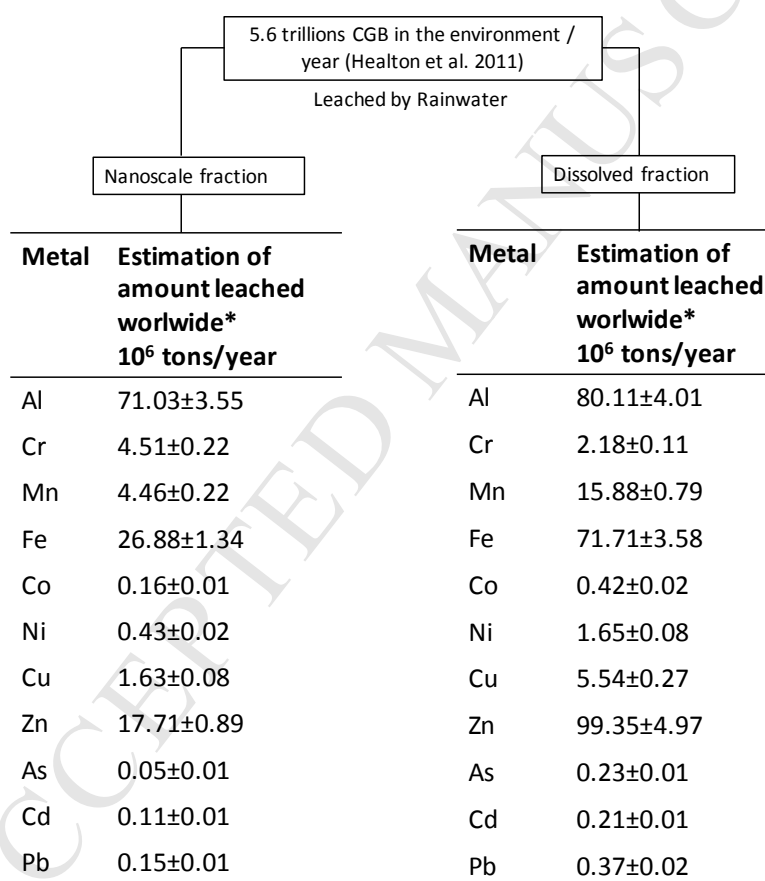 5.6 trillions CGB in the environment /
year (Healton et al. 2011)
Leached by Rainwater
Nanoscale fraction
Metal Estimation of
amount leached
worlwide*
10⁶ tons/year
Al 71.03±3.55
Cr 4.51±0.22
Mn 4.46±0.22
Fe 26.88±1.34
Co 0.16±0.01
Ni 0.43±0.02
Cu 1.63±0.08
Zn 17.71±0.89
As 0.05±0.01
Cd 0.11±0.01
Pb 0.15±0.01
Dissolved fraction
Metal Estimation of
amount leached
worlwide*
10⁶ tons/year
Al 80.11±4.01
Cr 2.18±0.11
Mn 15.88±0.79
Fe 71.71±3.58
Co 0.42±0.02
Ni 1.65±0.08
Cu 5.54±0.27
Zn 99.35±4.97
As 0.23±0.01
Cd 0.21±0.01
Pb 0.37±0.02
CCEPTED MANUSC